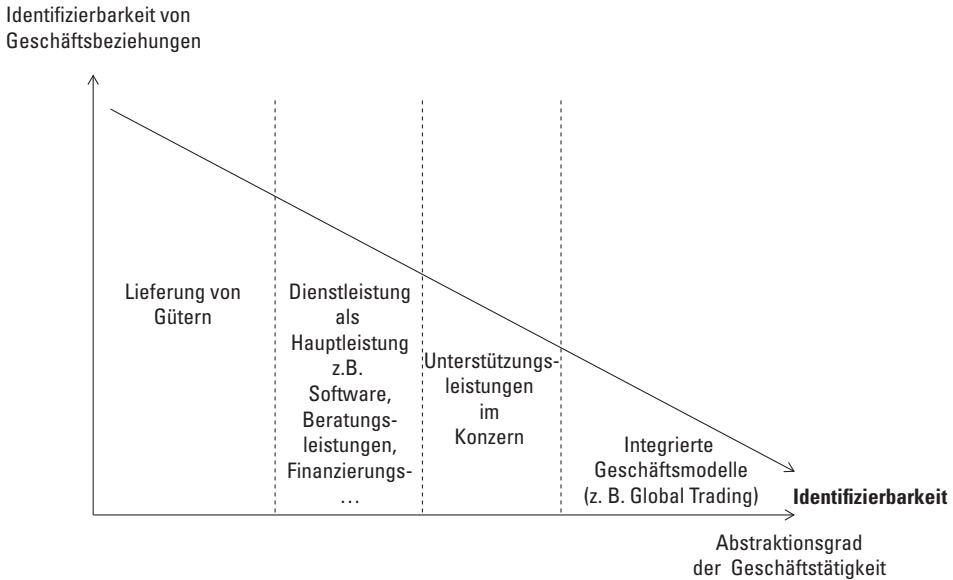 Identifizierbarkeit von
Geschäftsbeziehungen
Lieferung von
Gütern
Dienstleistung
als
Hauptleistung
z.B.
Software,
Beratungs-
leistungen,
Finanzierungs-
…
Unterstützungs-
leistungen
im
Konzern
Integrierte
Geschäftsmodelle
(z. B. Global Trading)
Identifizierbarkeit
Abstraktionsgrad
der Geschäftstätigkeit